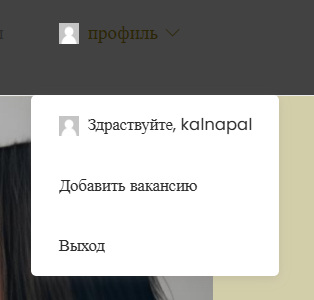 профиль
Здраствуйте, kalnapal
Добавить вакансию
Выход